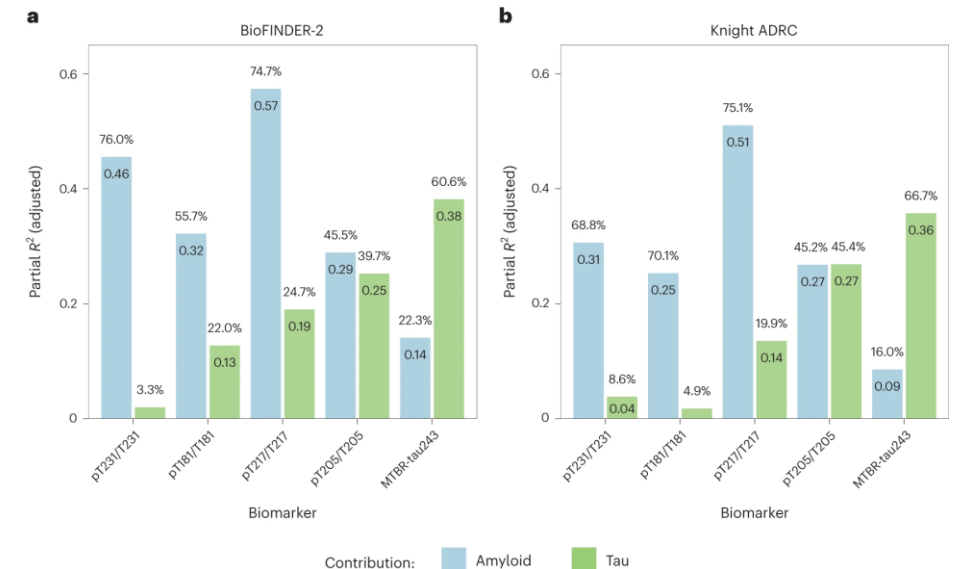 a
BioFINDER-2
Partial R² (adjusted)
0.6
0.4
0.2
0
76.0%
0.46
3.3%
55.7%
0.32
22.0%
0.13
74.7%
0.57
24.7%
0.19
45.5%
0.29
39.7%
0.25
22.3%
0.14
60.6%
0.38
pT231/T231
pT181/T181
pT217/T217
pT205/T205
MTBR-tau243
Biomarker
b
Knight ADRC
Partial R² (adjusted)
0.6
0.4
0.2
0
68.8%
0.31
8.6%
0.04
70.1%
0.25
4.9%
75.1%
0.51
19.9%
0.14
45.2%
0.27
45.4%
0.27
16.0%
0.09
66.7%
0.36
pT231/T231
pT181/T181
pT217/T217
pT205/T205
MTBR-tau243
Biomarker
Contribution: Amyloid Tau